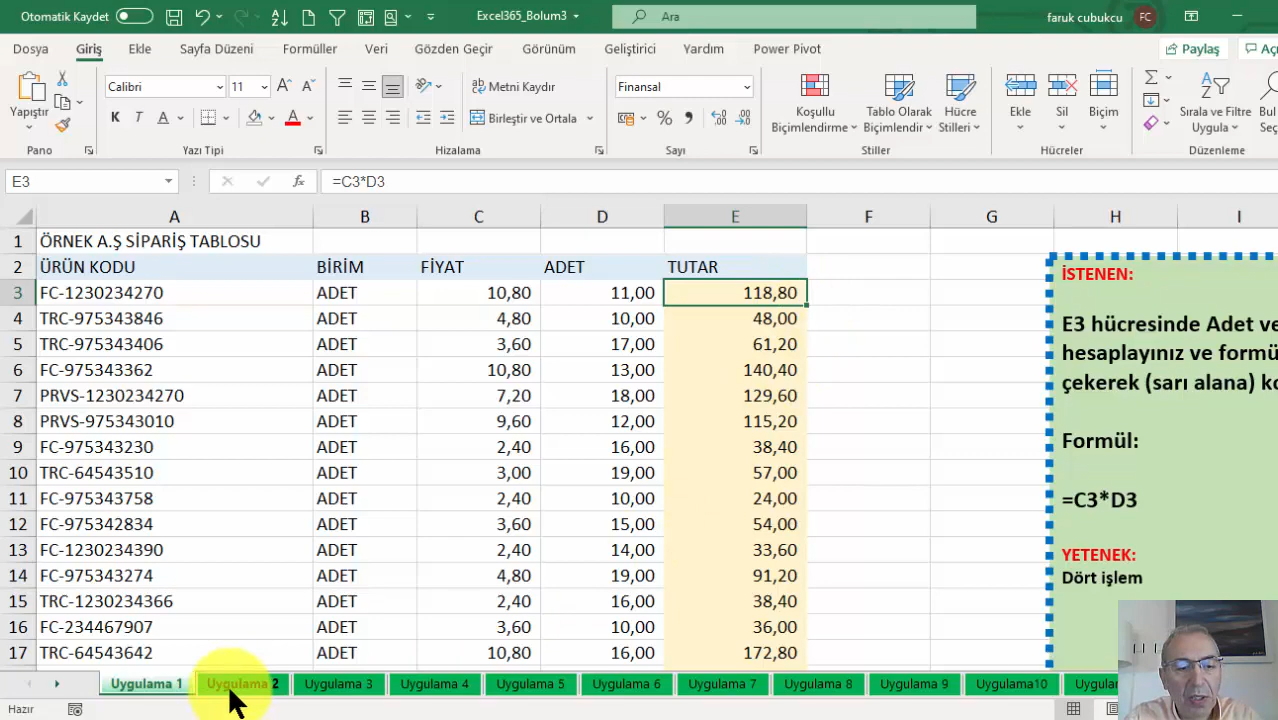 Otomatik Kaydet
Excel365_Bolum3
Ara
faruk cubukcu
FC
Dosya Giriş Ekle Sayfa Düzeni Formüller Veri Gözden Geçir Görünüm Geliştirici Yardım Power Pivot
Paylaş
Yapıştır
Calibri 11
Metni Kaydır
Finansal
Koşullu Biçimlendirme
Tablo Olarak Biçimlendir
Hücre Stilleri
Ekle Sil Biçim
Sırala ve Filtre Uygula
K T A
Birleştir ve Ortala
Pano Yazı Tipi Hizalama Sayı Stiller Hücreler Düzenleme
E3 fx =C3*D3
A B C D E F G H I
1 ÖRNEK A.Ş SİPARİŞ TABLOSU
2 ÜRÜN KODU BİRİM FİYAT ADET TUTAR
3 FC-1230234270 ADET 10,80 11,00 118,80
4 TRC-975343846 ADET 4,80 10,00 48,00
5 TRC-975343406 ADET 3,60 17,00 61,20
6 FC-975343362 ADET 10,80 13,00 140,40
7 PRVS-1230234270 ADET 7,20 18,00 129,60
8 PRVS-975343010 ADET 9,60 12,00 115,20
9 FC-975343230 ADET 2,40 16,00 38,40
10 TRC-64543510 ADET 3,00 19,00 57,00
11 FC-975343758 ADET 2,40 10,00 24,00
12 FC-975342834 ADET 3,60 15,00 54,00
13 FC-1230234390 ADET 2,40 14,00 33,60
14 FC-975343274 ADET 4,80 19,00 91,20
15 TRC-1230234366 ADET 2,40 16,00 38,40
16 FC-234467907 ADET 3,60 10,00 36,00
17 TRC-64543642 ADET 10,80 16,00 172,80
İSTENEN:
E3 hücresinde Adet ve
hesaplayınız ve formü
çekerek (sarı alana) ko
Formül:
=C3*D3
YETENEK:
Dört işlem
Uygulama 1 Uygulama 2 Uygulama 3 Uygulama 4 Uygulama 5 Uygulama 6 Uygulama 7 Uygulama 8 Uygulama 9 Uygulama10
Hazır